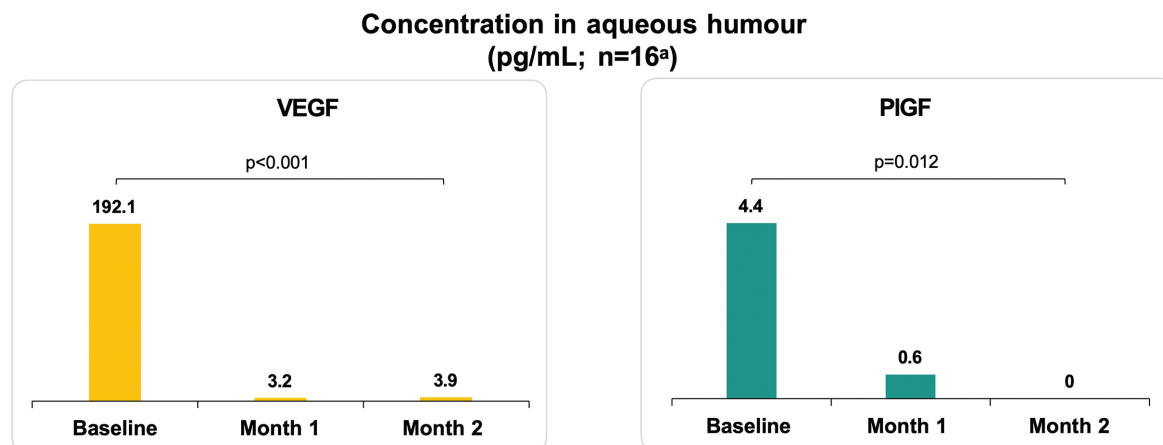 Concentration in aqueous humour
(pg/mL; n=16ᵃ)
VEGF
p<0.001
192.1
3.2
3.9
Baseline
Month 1
Month 2
PlGF
p=0.012
4.4
0.6
0
Baseline
Month 1
Month 2